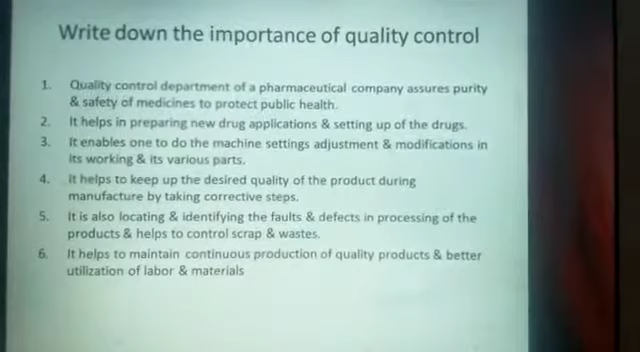 Write down the importance of quality control
1. Quality control department of a pharmaceutical company assures purity
& safety of medicines to protect public health.
2. It helps in preparing new drug applications & setting up of the drugs.
3. It enables one to do the machine settings adjustment & modifications in
its working & its various parts.
4. It helps to keep up the desired quality of the product during
manufacture by taking corrective steps.
5. It is also locating & identifying the faults & defects in processing of the
products & helps to control scrap & wastes.
6. It helps to maintain continuous production of quality products & better
utilization of labor & materials